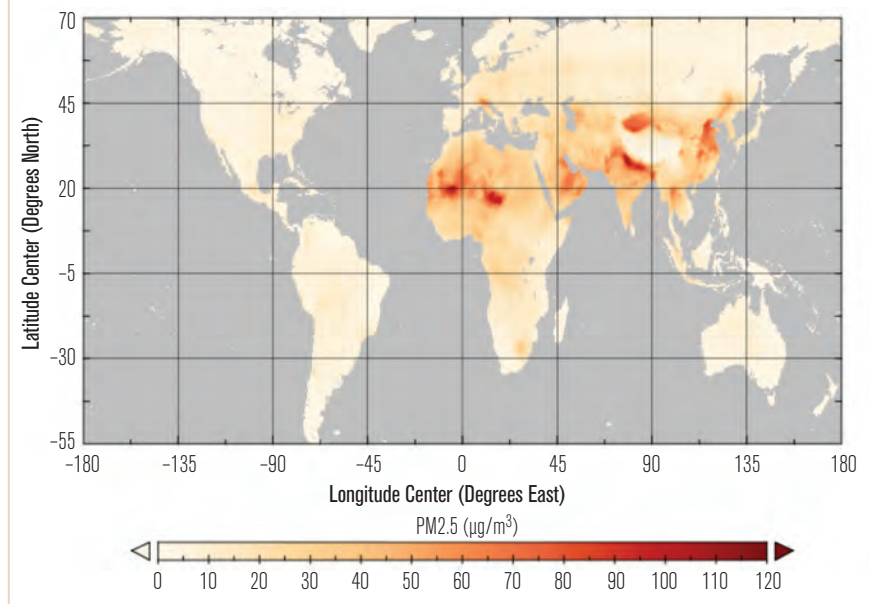 70
45
20
−5
−30
−55
Latitude Center (Degrees North)
−180 −135 −90 −45 0 45 90 135 180
Longitude Center (Degrees East)
PM2.5 (µg/m³)
0 10 20 30 40 50 60 70 80 90 100 110 120